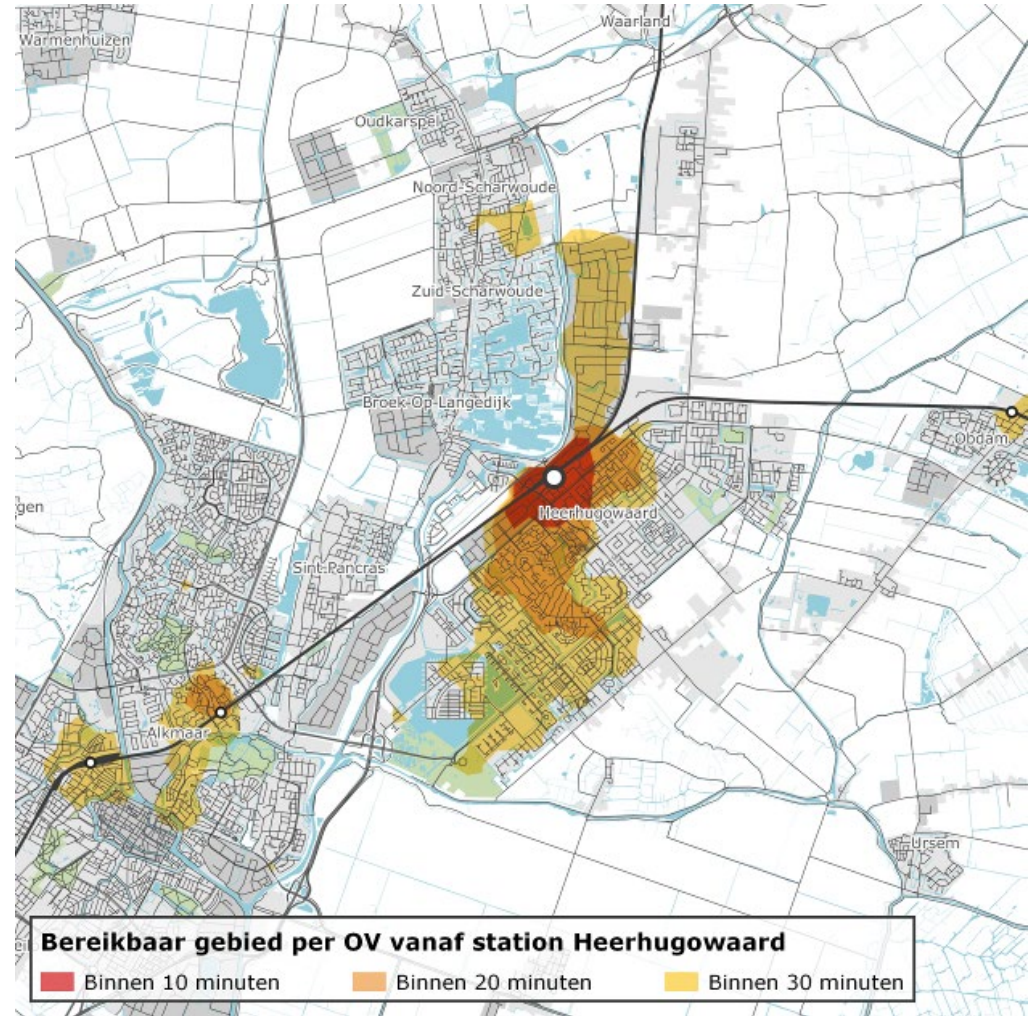 Waarland
Warmenhuizen
Oudkarspel
Noord-Scharwoude
Zuid-Scharwoude
Broek-Op-Langedijk
Obdam
gen
Heerhugowaard
Sint-Pancras
Alkmaar
Ursem
Bereikbaar gebied per OV vanaf station Heerhugowaard
Binnen 10 minuten Binnen 20 minuten Binnen 30 minuten